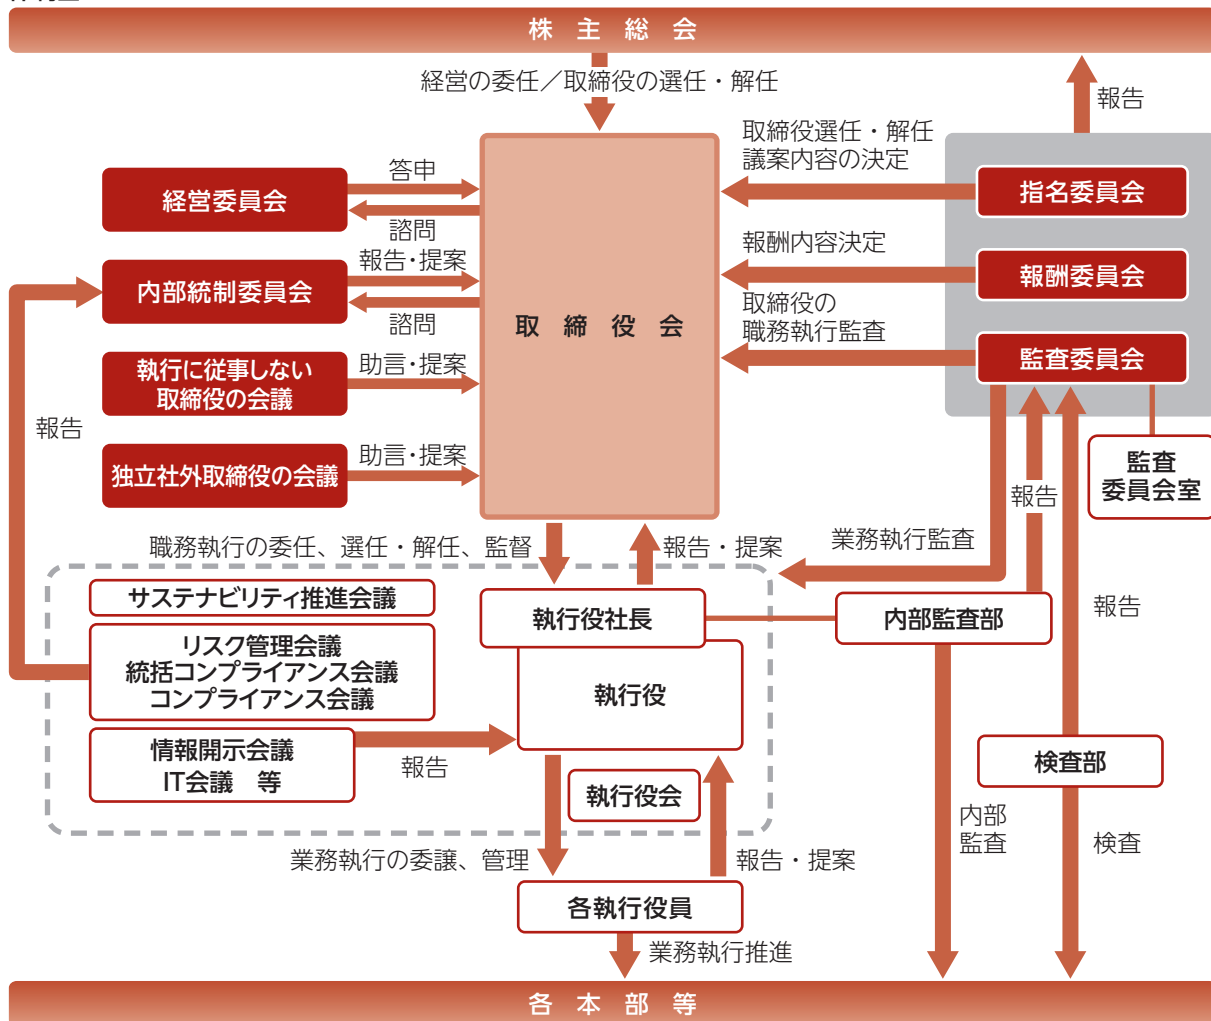 株主総会
経営の委任／取締役の選任・解任
報告
取締役選任・解任
議案内容の決定
答申
経営委員会
諮問
指名委員会
報告・提案
内部統制委員会
諮問
報酬内容決定
報酬委員会
取締役会
取締役の
職務執行監査
監査委員会
執行に従事しない
取締役の会議
助言・提案
報告
独立社外取締役の会議
助言・提案
監査
委員会室
報告
業務執行監査
職務執行の委任、選任・解任、監督
報告・提案
サステナビリティ推進会議
執行役社長
内部監査部
報告
リスク管理会議
統括コンプライアンス会議
コンプライアンス会議
執行役
情報開示会議
IT会議　等
報告
執行役会
検査部
内部
監査
検査
業務執行の委譲、管理
報告・提案
各執行役員
業務執行推進
各本部等